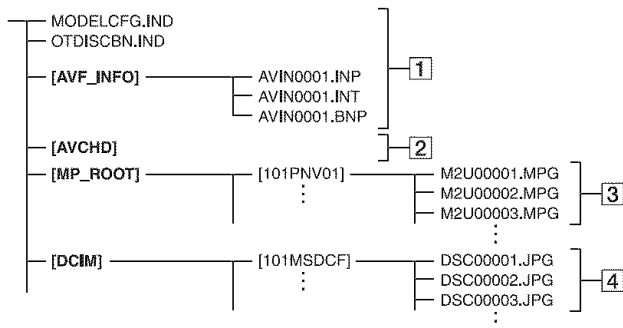 MODELCFG.IND
OTDISCBN.IND
[AVF_INFO] AVIN0001.INP
AVIN0001.INT
AVIN0001.BNP
1
[AVCHD] 2
[MP_ROOT] [101PNV01] M2U00001.MPG
M2U00002.MPG
M2U00003.MPG
3
[DCIM] [101MSDCF] DSC00001.JPG
DSC00002.JPG
DSC00003.JPG
4